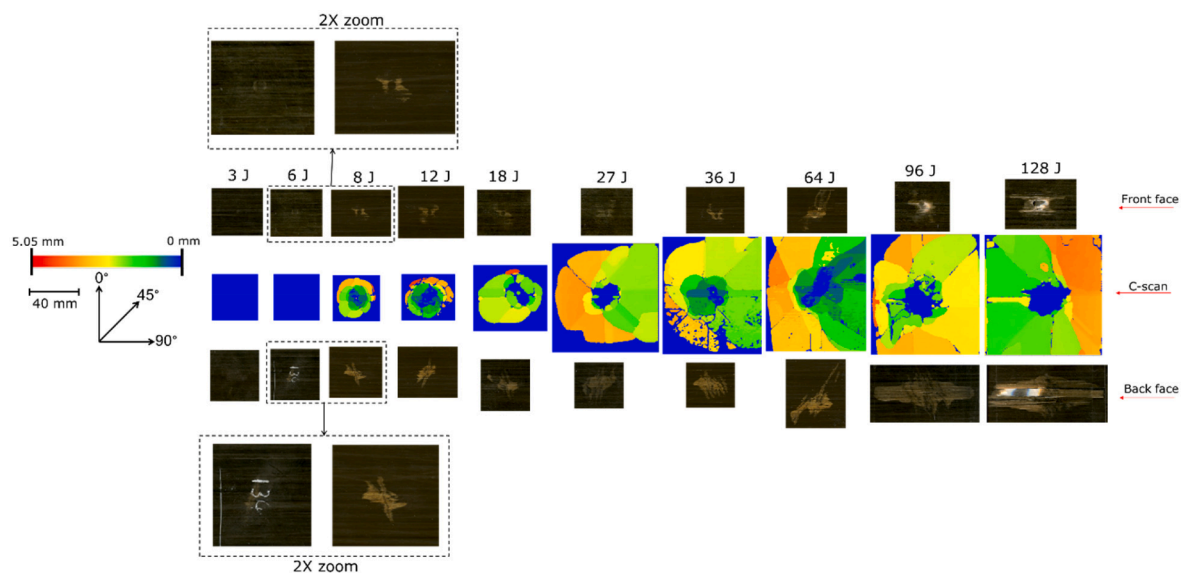 2X zoom
3 J 6 J 8 J 12 J 18 J 27 J 36 J 64 J 96 J 128 J
Front face
5.05 mm 0 mm
0°
40 mm
45°
90°
C-scan
Back face
2X zoom